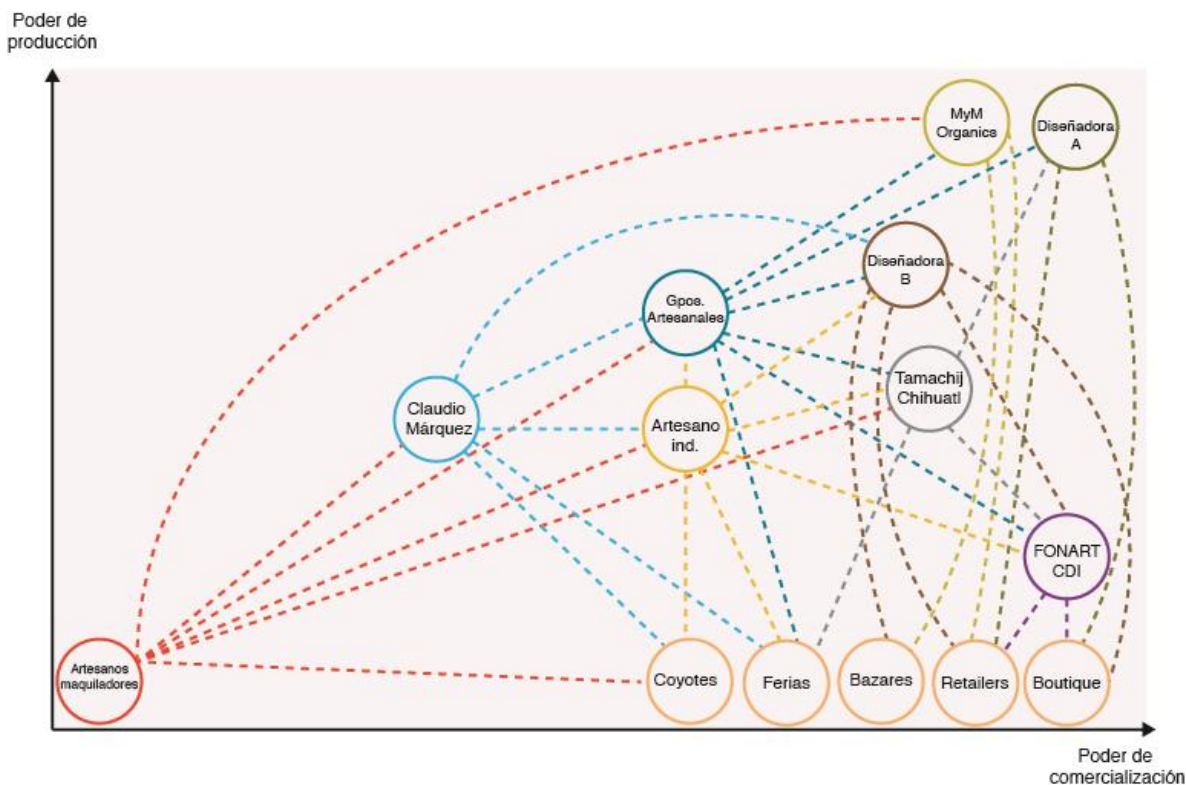 Poder de
producción
MyM
Organics
Diseñadora
A
Diseñadora
B
Gpos.
Artesanales
Tamachij
Chihuatl
Claudio
Márquez
Artesano
ind.
FONART
CDI
Artesanos
maquiladores
Coyotes
Ferias
Bazares
Retailers
Boutique
Poder de
comercialización